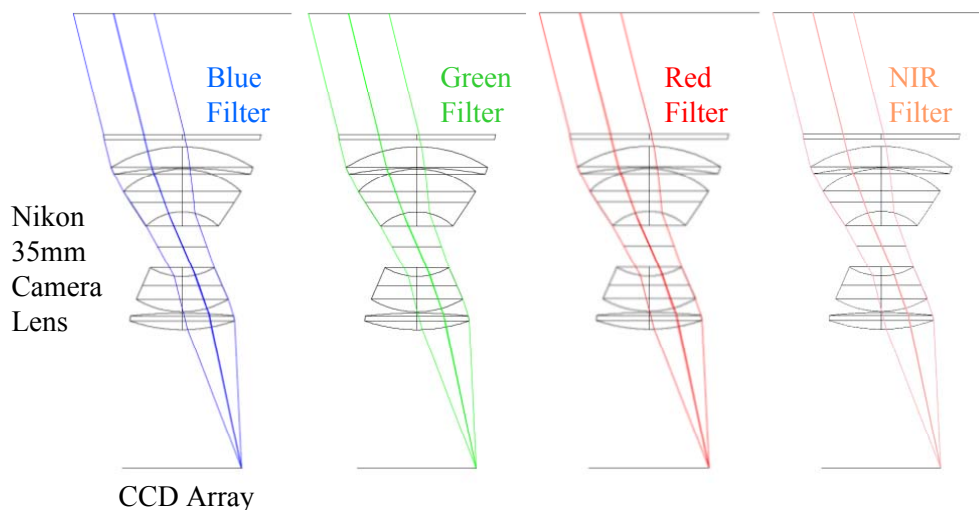 Blue
Filter
Green
Filter
Red
Filter
NIR
Filter
Nikon
35mm
Camera
Lens
CCD Array